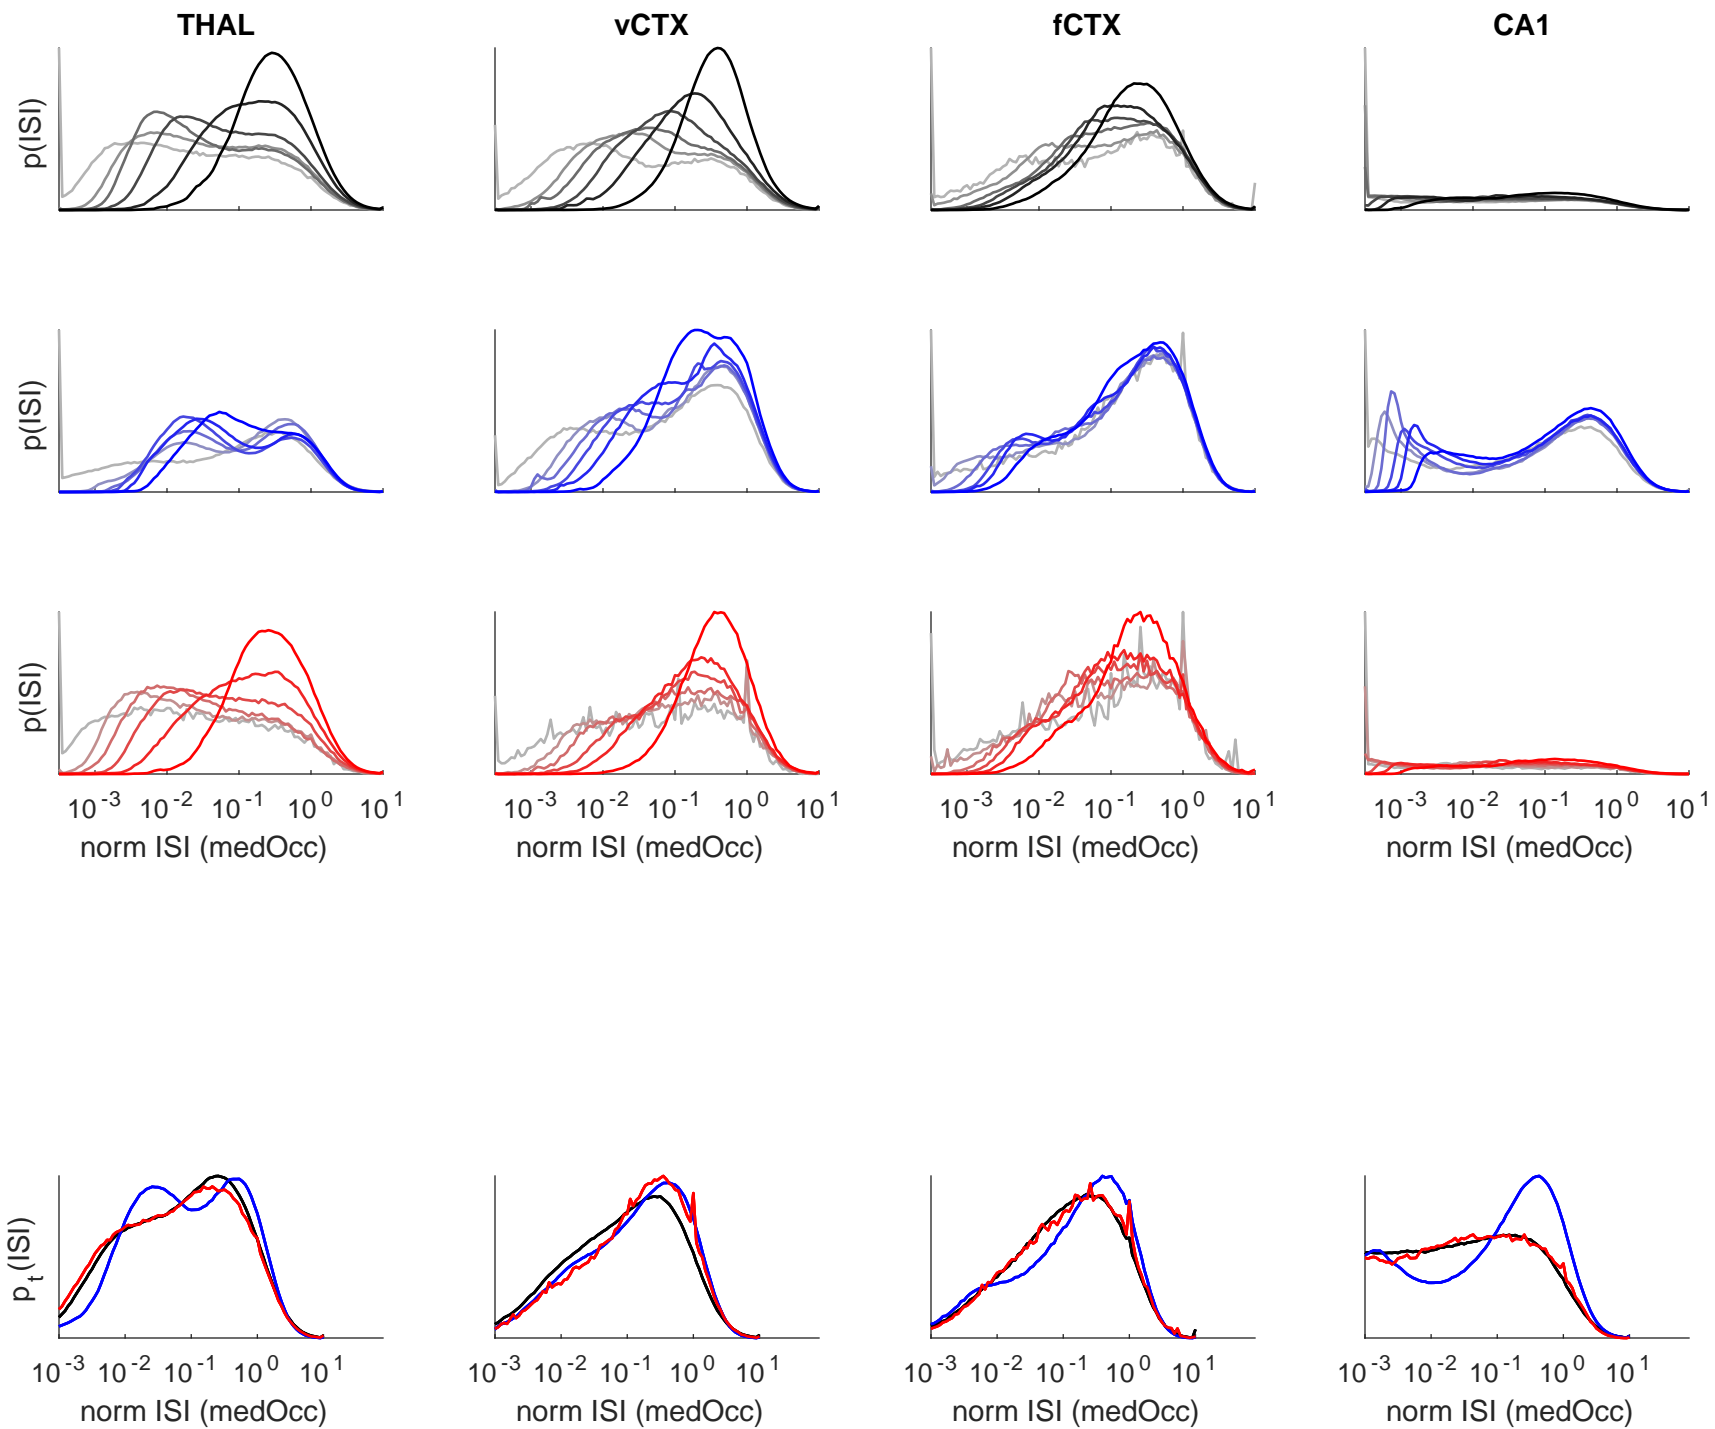 THAL vCTX fCTX CA1
p(ISI)
p(ISI)
p(ISI)
10^-3 10^-2 10^-1 10^0 10^1 10^-3 10^-2 10^-1 10^0 10^1 10^-3 10^-2 10^-1 10^0 10^1 10^-3 10^-2 10^-1 10^0 10^1
norm ISI (medOcc) norm ISI (medOcc) norm ISI (medOcc) norm ISI (medOcc)
p_t(ISI)
10^-3 10^-2 10^-1 10^0 10^1 10^-3 10^-2 10^-1 10^0 10^1 10^-3 10^-2 10^-1 10^0 10^1 10^-3 10^-2 10^-1 10^0 10^1
norm ISI (medOcc) norm ISI (medOcc) norm ISI (medOcc) norm ISI (medOcc)